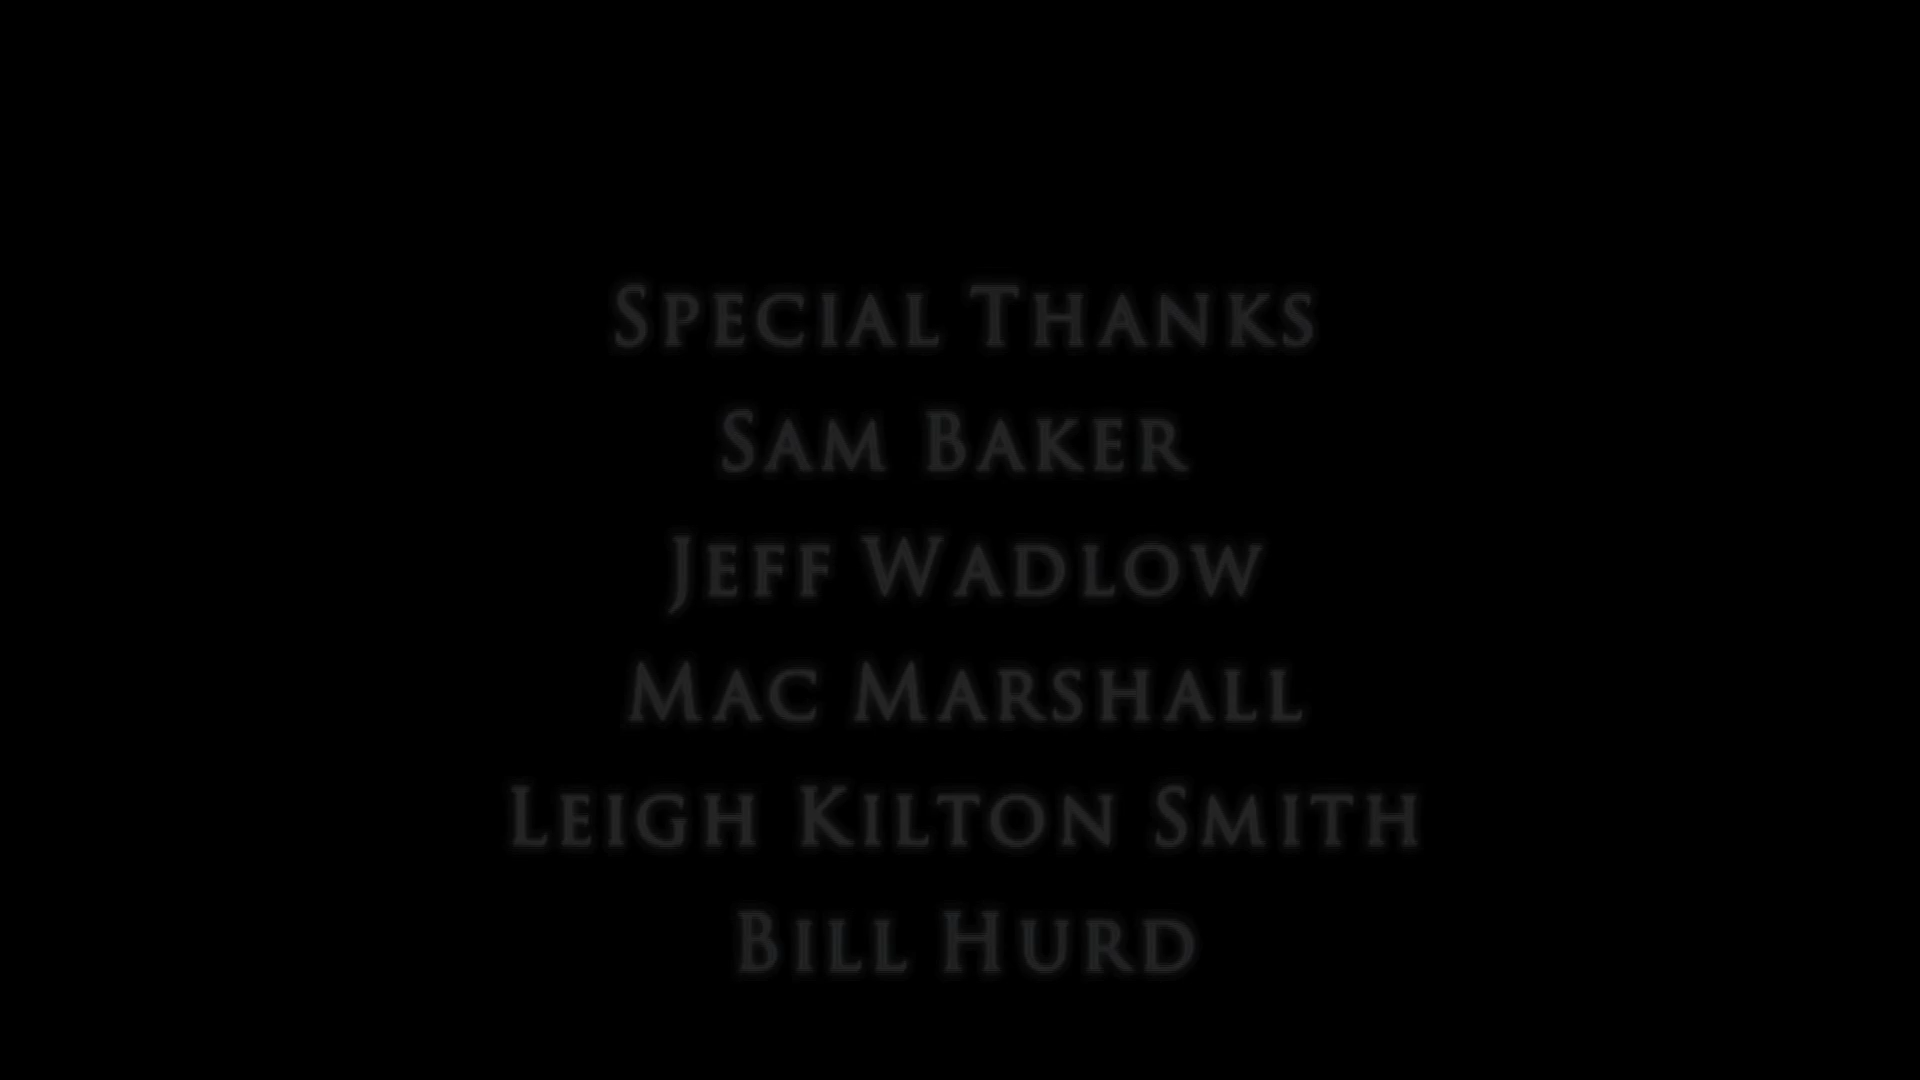 Special Thanks
Sam Baker
Jeff Wadlow
Mac Marshall
Leigh Kilton Smith
Bill Hurd